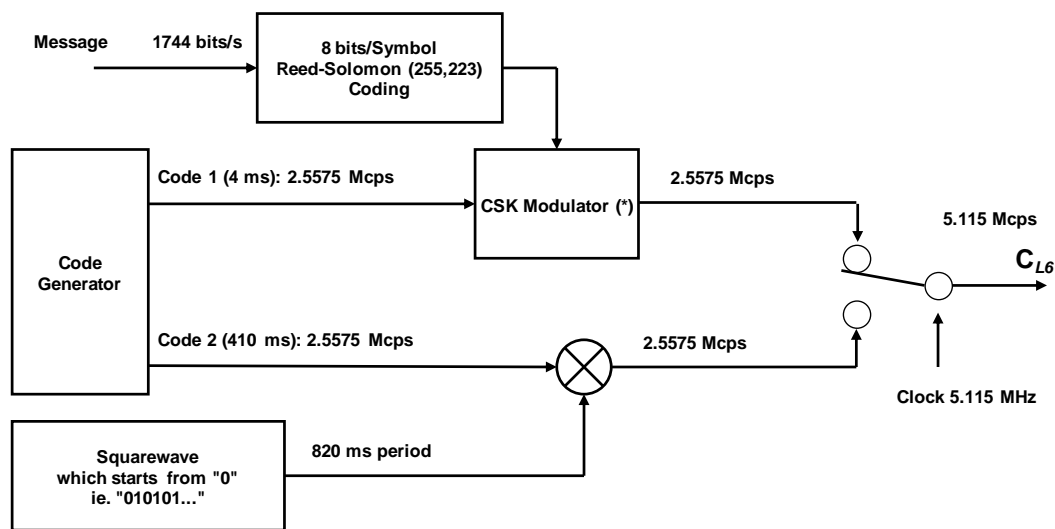 Message
1744 bits/s
8 bits/Symbol
Reed-Solomon (255,223)
Coding
Code 1 (4 ms): 2.5575 Mcps
CSK Modulator (*)
2.5575 Mcps
5.115 Mcps
C_L6
Code
Generator
Code 2 (410 ms): 2.5575 Mcps
2.5575 Mcps
Clock 5.115 MHz
Squarewave
which starts from "0"
ie. "010101..."
820 ms period